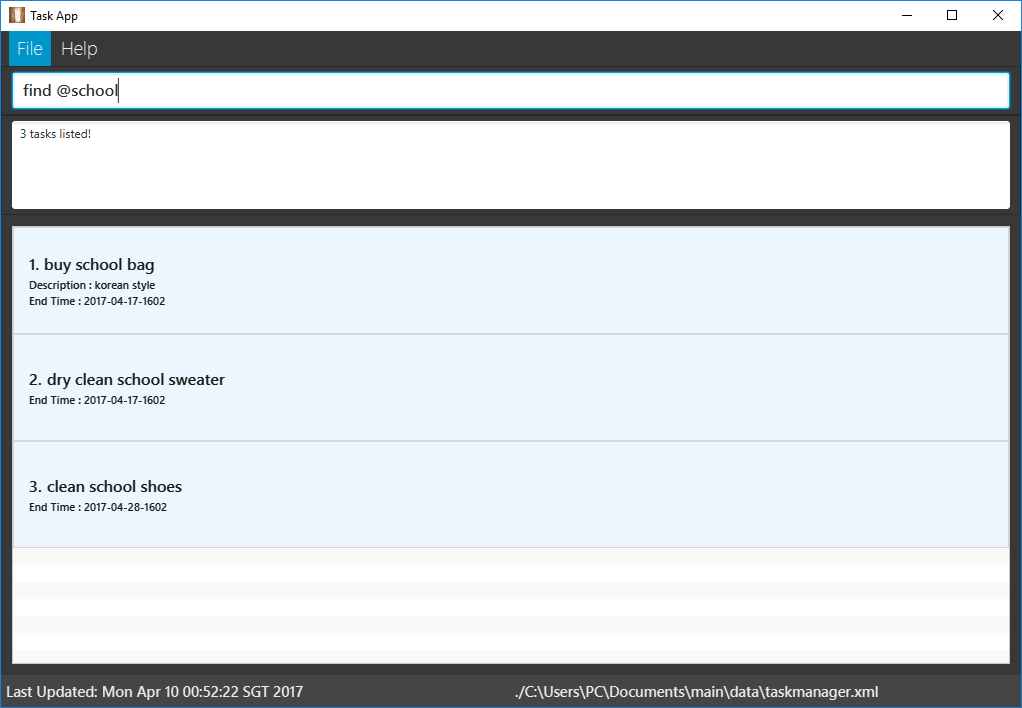 Task App
File Help
find @school
3 tasks listed!
1. buy school bag
Description : korean style
End Time : 2017-04-17-1602
2. dry clean school sweater
End Time : 2017-04-17-1602
3. clean school shoes
End Time : 2017-04-28-1602
Last Updated: Mon Apr 10 00:52:22 SGT 2017 ./C:\Users\PC\Documents\main\data\taskmanager.xml